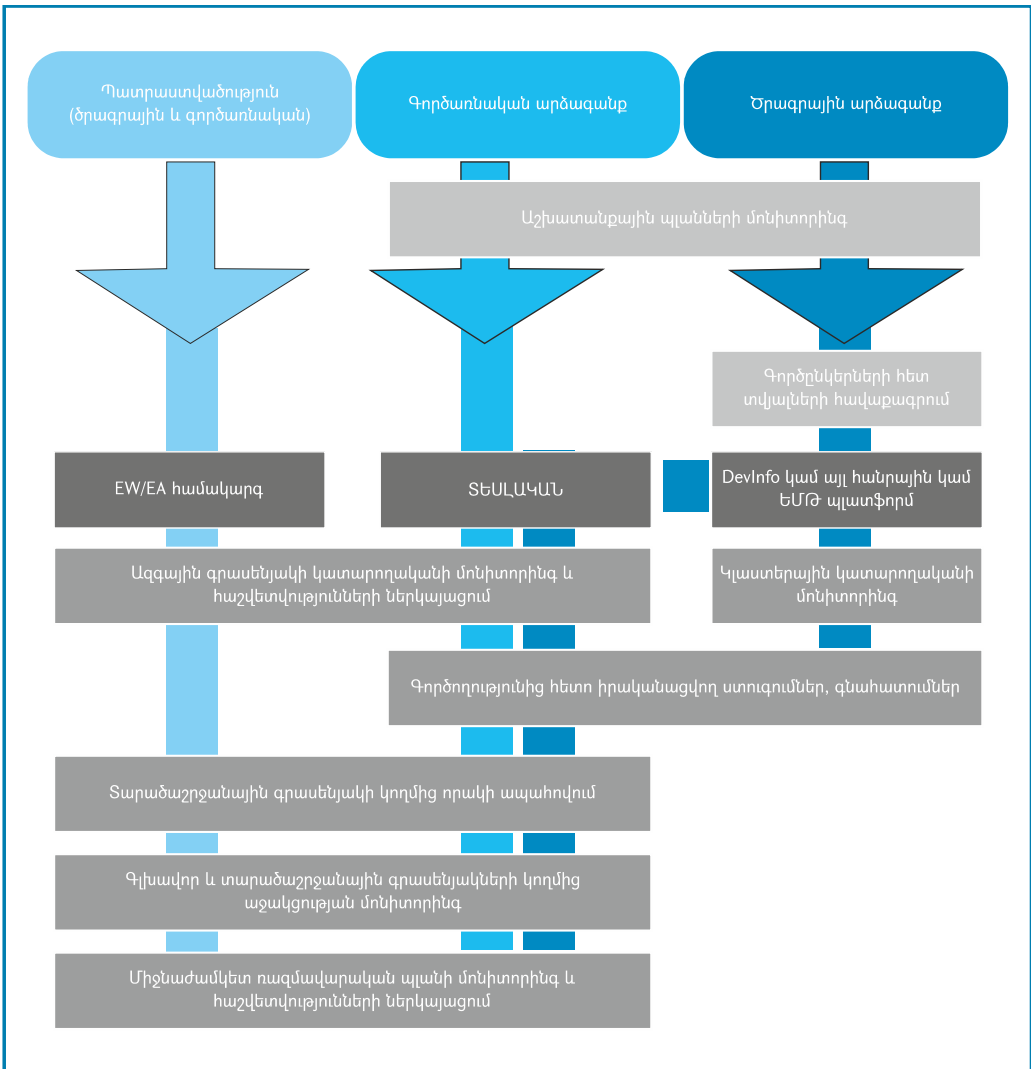 Պատրաստվածություն
(ծրագրային և գործառնական)
Գործառնական արձագանք
Ծրագրային արձագանք
Աշխատանքային պլանների մոնիտորինգ
Գործընկերների հետ
տվյալների հավաքագրում
EW/EA համակարգ
ՏԵՍԼԱԿԱՆ
DevInfo կամ այլ հանրային կամ
ԵՄԹ պլատֆորմ
Ազգային գրասենյակի կատարողականի մոնիտորինգ և
հաշվետվությունների ներկայացում
Կլաստերային կատարողականի
մոնիտորինգ
Գործողությունից հետո իրականացվող ստուգումներ, գնահատումներ
Տարածաշրջանային գրասենյակի կողմից որակի ապահովում
Գլխավոր և տարածաշրջանային գրասենյակների կողմից
աջակցության մոնիտորինգ
Միջնաժամկետ ռազմավարական պլանի մոնիտորինգ և
հաշվետվությունների ներկայացում